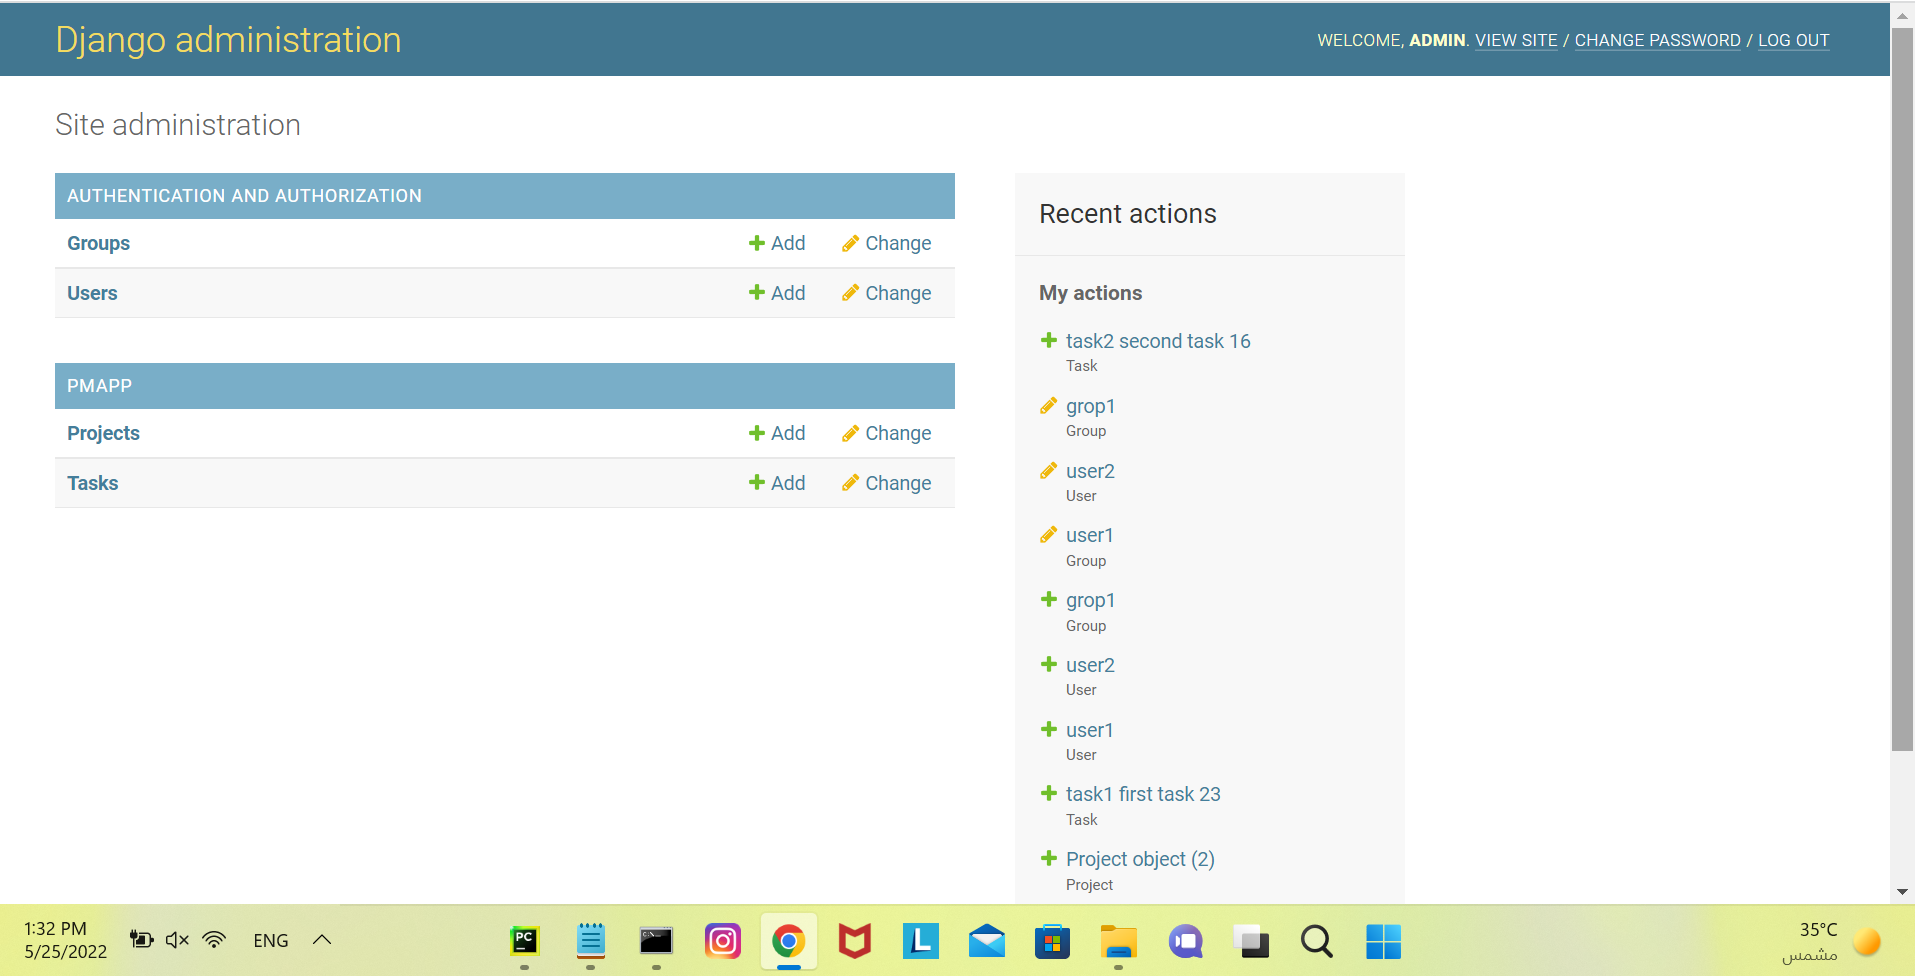 Django administration
WELCOME, ADMIN. VIEW SITE / CHANGE PASSWORD / LOG OUT
Site administration
AUTHENTICATION AND AUTHORIZATION
Groups Add Change
Users Add Change
PMAPP
Projects Add Change
Tasks Add Change
Recent actions
My actions
task2 second task 16
Task
grop1
Group
user2
User
user1
Group
grop1
Group
user2
User
user1
User
task1 first task 23
Task
Project object (2)
Project
1:32 PM
5/25/2022
ENG
PC
C:\
L
35°C
مشمس